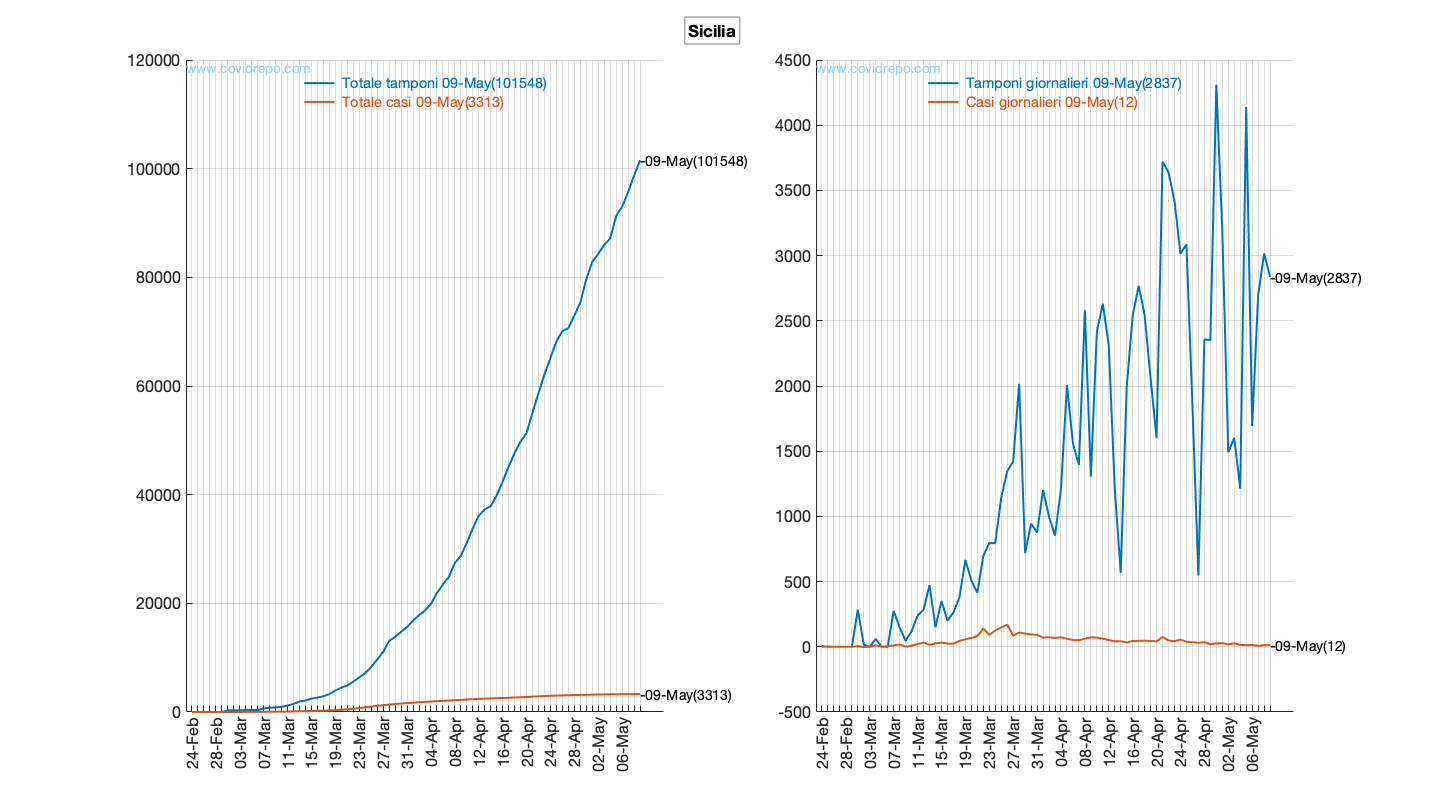 Sicilia
www.covidrepo.com
Totale tamponi 09-May(101548)
Totale casi 09-May(3313)
120000
100000
80000
60000
40000
20000
0
-09-May(101548)
-09-May(3313)
24-Feb
28-Feb
03-Mar
07-Mar
11-Mar
15-Mar
19-Mar
23-Mar
27-Mar
31-Mar
04-Apr
08-Apr
12-Apr
16-Apr
20-Apr
24-Apr
28-Apr
02-May
06-May
www.covidrepo.com
Tamponi giornalieri 09-May(2837)
Casi giornalieri 09-May(12)
4500
4000
3500
3000
2500
2000
1500
1000
500
0
-500
-09-May(2837)
-09-May(12)
24-Feb
28-Feb
03-Mar
07-Mar
11-Mar
15-Mar
19-Mar
23-Mar
27-Mar
31-Mar
04-Apr
08-Apr
12-Apr
16-Apr
20-Apr
24-Apr
28-Apr
02-May
06-May